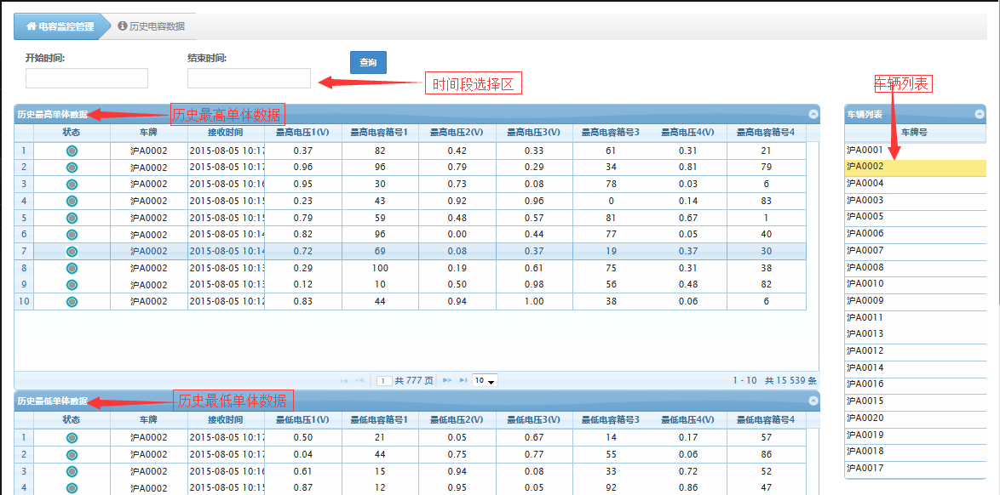 电容监控管理 历史电容数据
开始时间: 结束时间: 查询
时间段选择区
车辆列表
历史最高单体数据 历史最高单体数据
状态 车牌 接收时间 最高电压1(V) 最高电容箱号1 最高电压2(V) 最高电压3(V) 最高电容箱号3 最高电压4(V) 最高电容箱号4
1 沪A0002 2015-08-05 10:17 0.37 82 0.42 0.33 61 0.31 21
2 沪A0002 2015-08-05 10:17 0.96 96 0.79 0.29 34 0.81 79
3 沪A0002 2015-08-05 10:16 0.95 30 0.73 0.08 78 0.03 6
4 沪A0002 2015-08-05 10:15 0.23 43 0.92 0.96 0 0.14 83
5 沪A0002 2015-08-05 10:15 0.79 59 0.48 0.57 81 0.67 1
6 沪A0002 2015-08-05 10:14 0.82 96 0.00 0.44 77 0.05 40
7 沪A0002 2015-08-05 10:14 0.72 69 0.08 0.37 19 0.37 30
8 沪A0002 2015-08-05 10:13 0.29 100 0.19 0.61 75 0.31 38
9 沪A0002 2015-08-05 10:13 0.12 10 0.50 0.98 56 0.48 82
10 沪A0002 2015-08-05 10:12 0.83 44 0.94 1.00 38 0.06 6
1 共 777 页 10 1 - 10 共 15 539 条
历史最低单体数据 历史最低单体数据
状态 车牌 接收时间 最低电压1(V) 最低电容箱号1 最低电压2(V) 最低电压3(V) 最低电容箱号3 最低电压4(V) 最低电容箱号4
1 沪A0002 2015-08-05 10:17 0.50 21 0.05 0.67 14 0.17 57
2 沪A0002 2015-08-05 10:17 0.04 44 0.75 0.77 55 0.06 86
3 沪A0002 2015-08-05 10:16 0.61 15 0.94 0.08 33 0.72 52
4 沪A0002 2015-08-05 10:15 0.87 12 0.95 0.05 92 0.86 47
车辆列表
车牌号
沪A0001
沪A0002
沪A0004
沪A0003
沪A0005
沪A0006
沪A0007
沪A0008
沪A0010
沪A0009
沪A0011
沪A0013
沪A0012
沪A0014
沪A0016
沪A0015
沪A0020
沪A0019
沪A0018
沪A0017